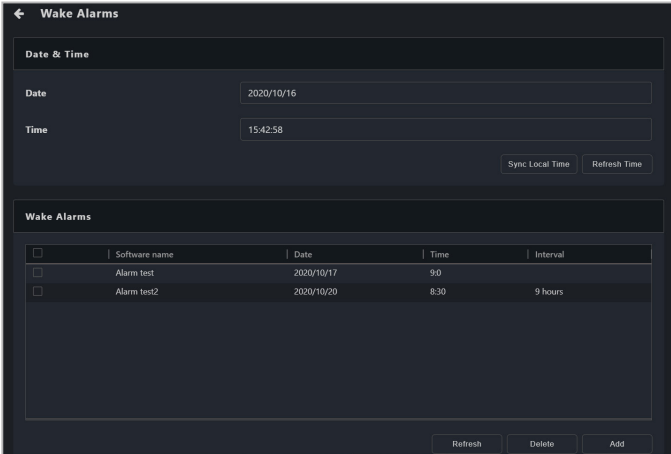 Wake Alarms
Date & Time
Date 2020/10/16
Time 15:42:58
Sync Local Time Refresh Time
Wake Alarms
Software name Date Time Interval
Alarm test 2020/10/17 9:0
Alarm test2 2020/10/20 8:30 9 hours
Refresh Delete Add